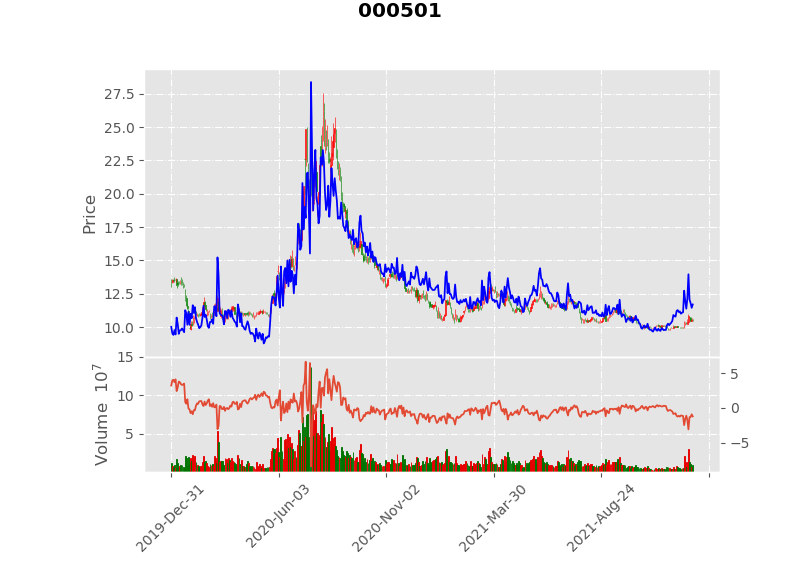 000501
27.5
25.0
22.5
20.0
17.5
15.0
12.5
10.0
Price
15
10
5
Volume 10^7
5
0
−5
2019-Dec-31
2020-Jun-03
2020-Nov-02
2021-Mar-30
2021-Aug-24